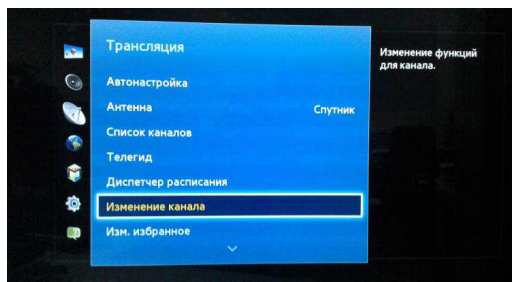 Трансляция
Автонастройка
Антенна Спутник
Список каналов
Телегид
Диспетчер расписания
Изменение канала
Изм. избранное
Изменение функций
для канала.